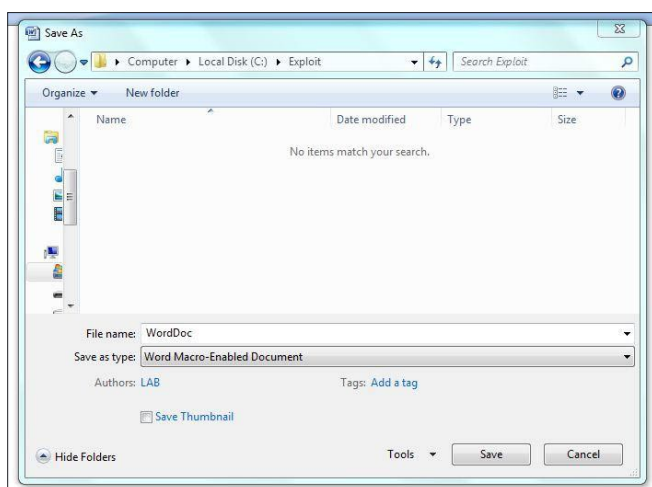 Save As
Computer ▸ Local Disk (C:) ▸ Exploit
Search Exploit
Organize
New folder
Name
Date modified
Type
Size
No items match your search.
File name: WordDoc
Save as type: Word Macro-Enabled Document
Authors: LAB
Tags: Add a tag
Save Thumbnail
Hide Folders
Tools
Save
Cancel